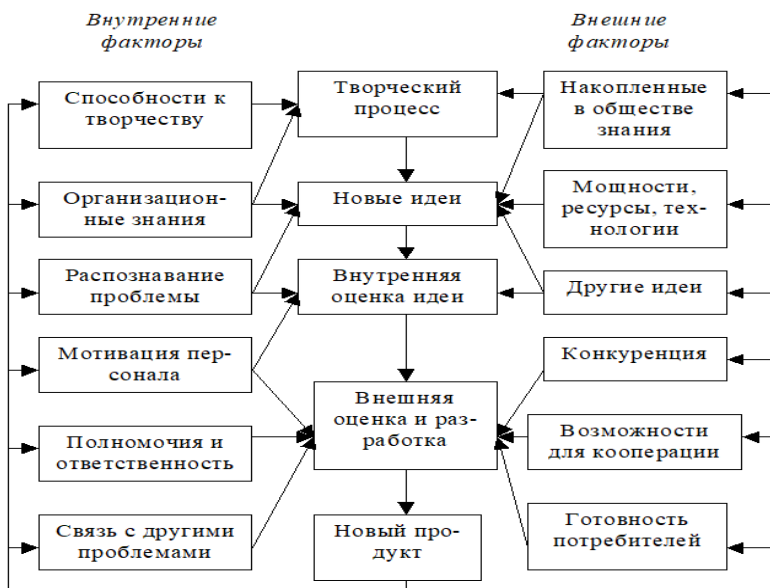 Внутренние
факторы
Внешние
факторы
Способности к
творчеству
Творческий
процесс
Накопленные
в обществе
знания
Организацион-
ные знания
Новые идеи
Мощности,
ресурсы, тех-
нологии
Распознавание
проблемы
Внутренняя
оценка идеи
Другие идеи
Мотивация пер-
сонала
Внешняя
оценка и раз-
работка
Конкуренция
Полномочия и
ответственность
Возможности
для кооперации
Связь с другими
проблемами
Новый про-
дукт
Готовность
потребителей